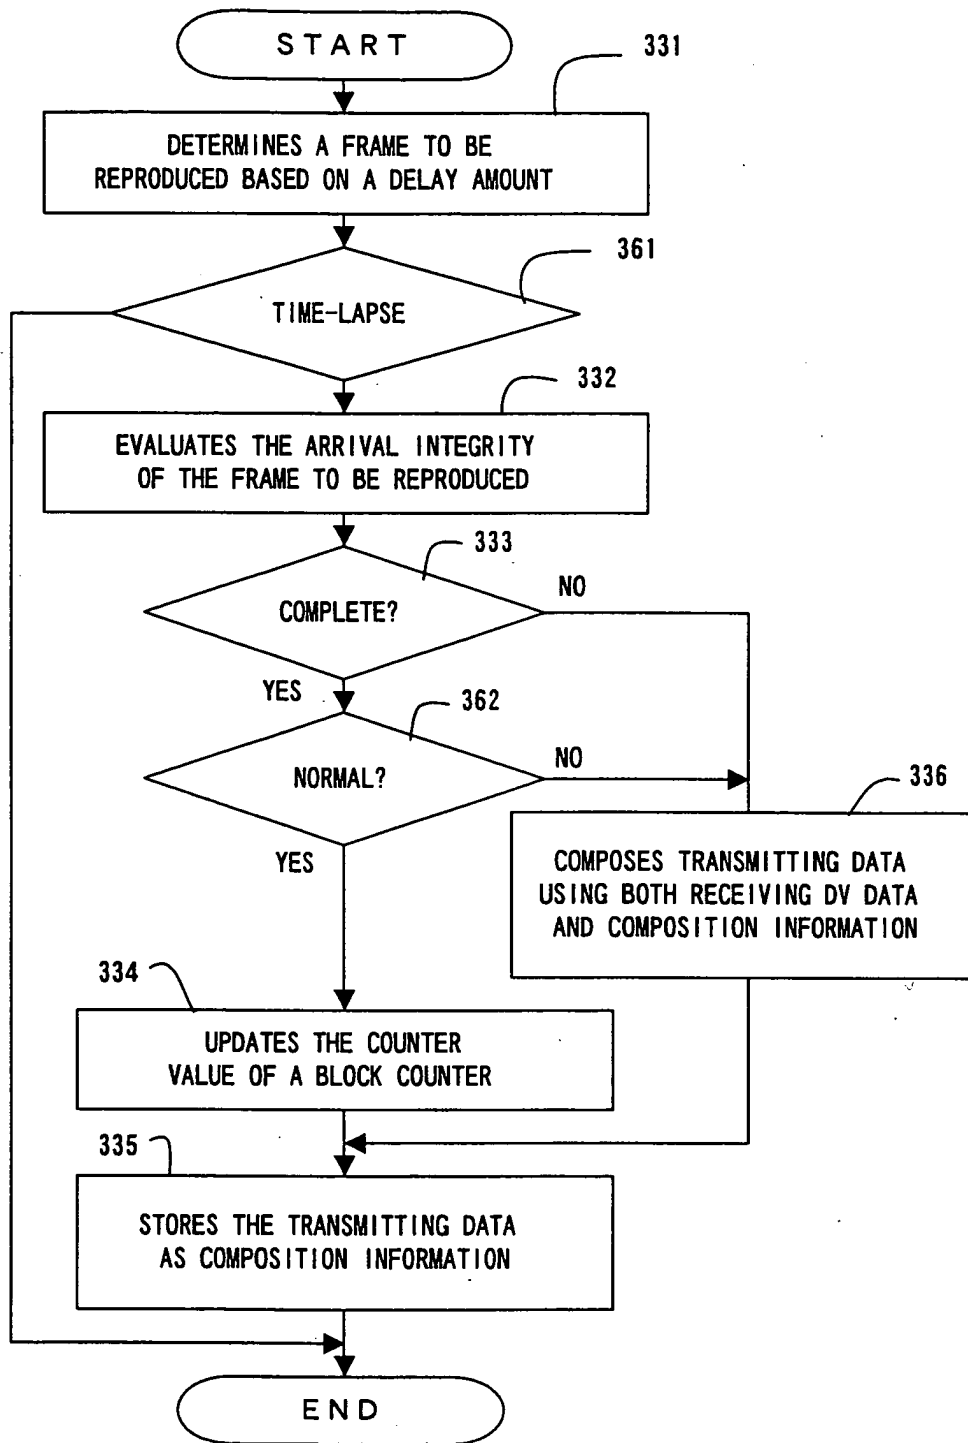 START
331
DETERMINES A FRAME TO BE
REPRODUCED BASED ON A DELAY AMOUNT
361
TIME-LAPSE
332
EVALUATES THE ARRIVAL INTEGRITY
OF THE FRAME TO BE REPRODUCED
333
NO
COMPLETE?
YES
362
NO
NORMAL?
336
YES
COMPOSES TRANSMITTING DATA
USING BOTH RECEIVING DV DATA
AND COMPOSITION INFORMATION
334
UPDATES THE COUNTER
VALUE OF A BLOCK COUNTER
335
STORES THE TRANSMITTING DATA
AS COMPOSITION INFORMATION
END